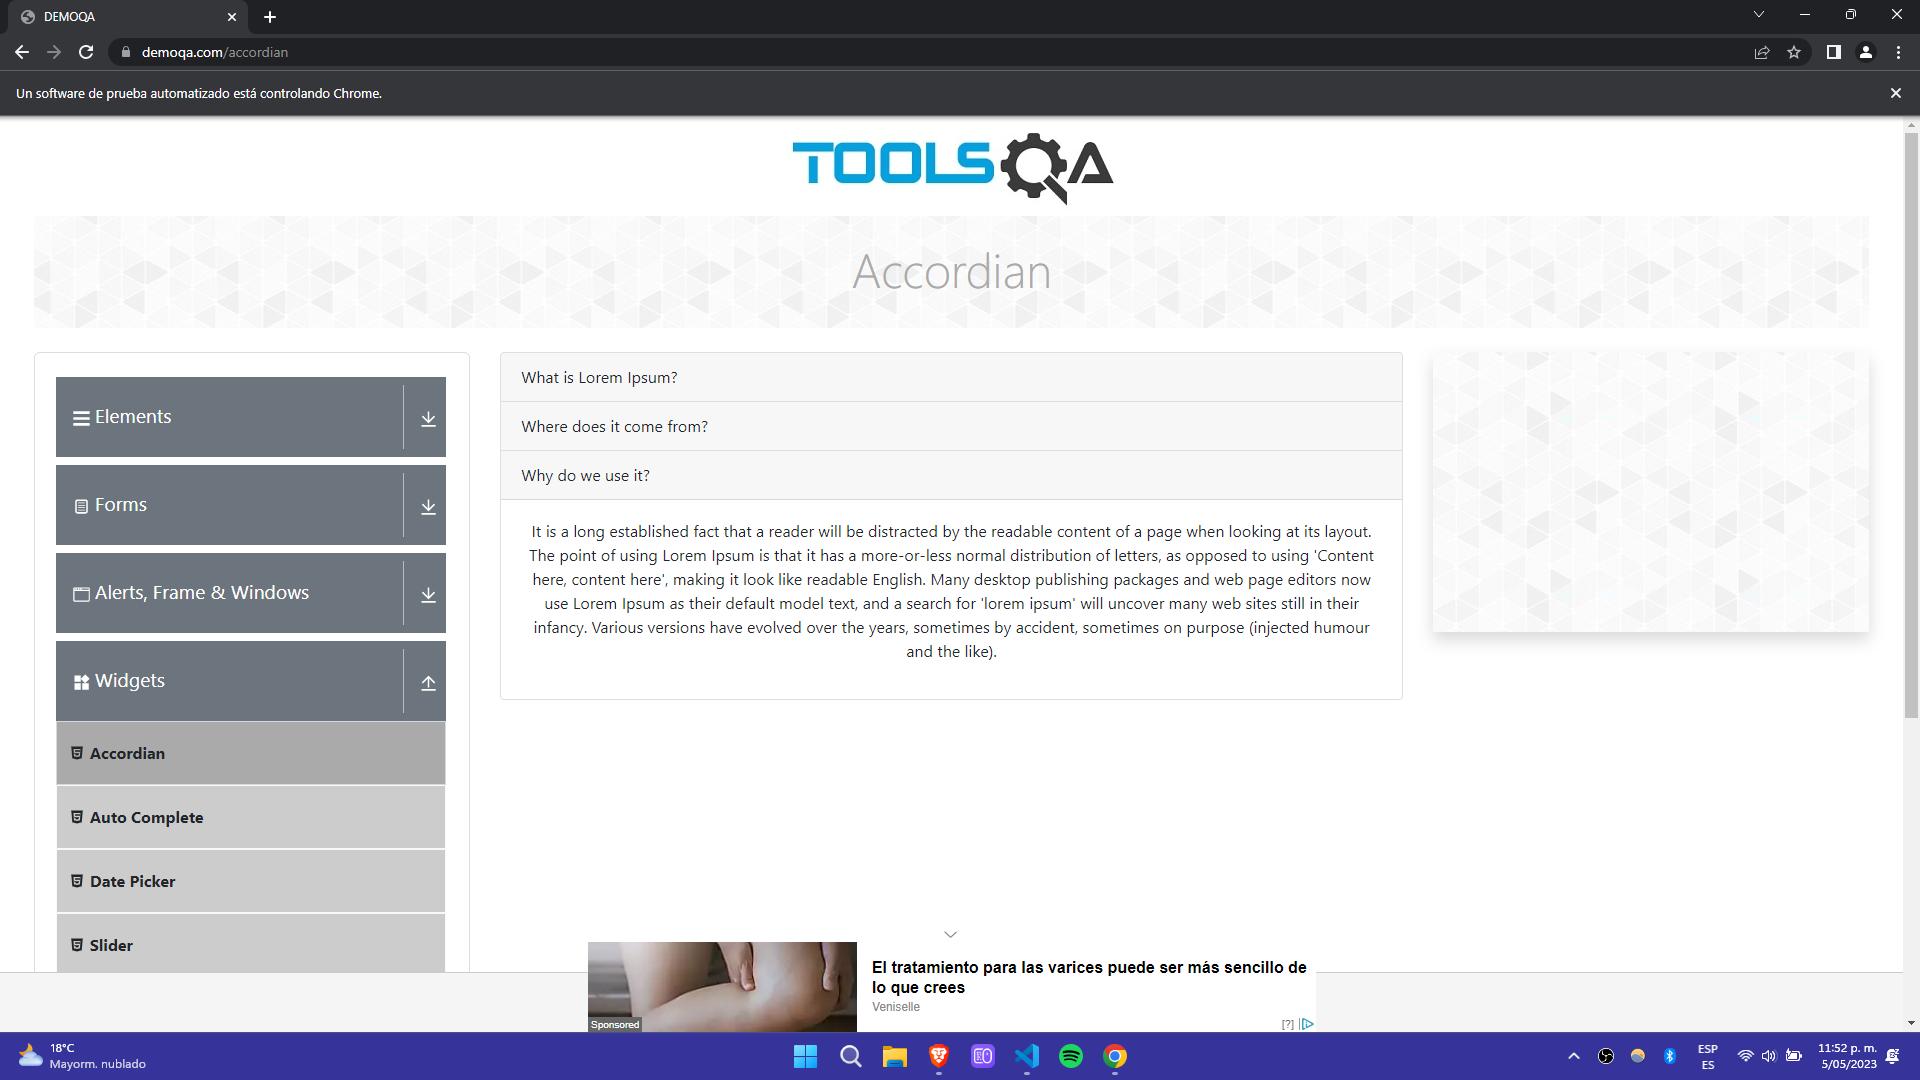 DEMOQA
demoqa.com/accordian
Un software de prueba automatizado está controlando Chrome.
TOOLSQA
Accordian
Elements
Forms
Alerts, Frame & Windows
Widgets
Accordian
Auto Complete
Date Picker
Slider
What is Lorem Ipsum?
Where does it come from?
Why do we use it?
It is a long established fact that a reader will be distracted by the readable content of a page when looking at its layout.
The point of using Lorem Ipsum is that it has a more-or-less normal distribution of letters, as opposed to using 'Content
here, content here', making it look like readable English. Many desktop publishing packages and web page editors now
use Lorem Ipsum as their default model text, and a search for 'lorem ipsum' will uncover many web sites still in their
infancy. Various versions have evolved over the years, sometimes by accident, sometimes on purpose (injected humour
and the like).
Sponsored
El tratamiento para las varices puede ser más sencillo de
lo que crees
Veniselle
[?]
18°C
Mayorm. nublado
ESP
ES
11:52 p. m.
5/05/2023